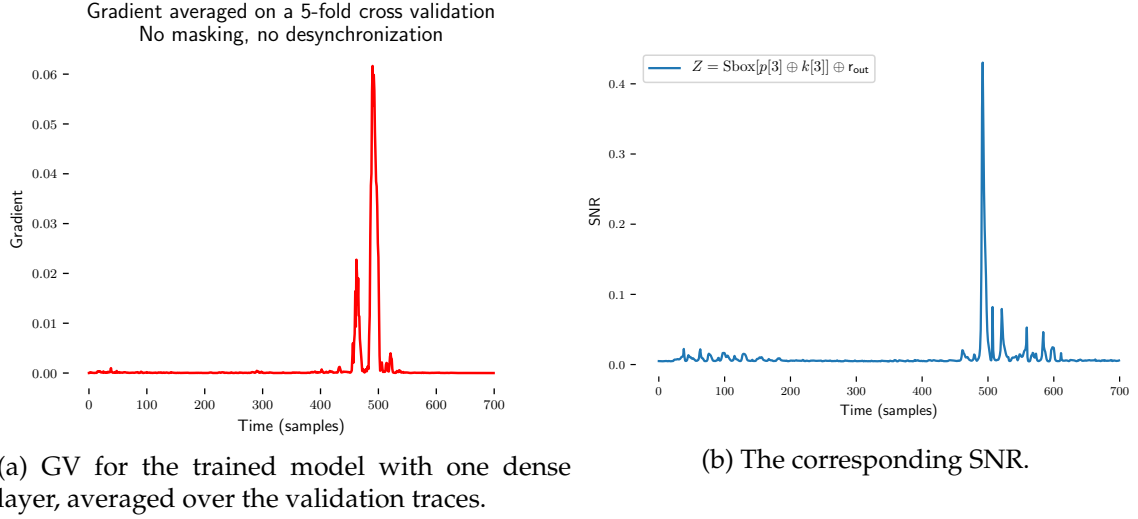 Gradient averaged on a 5-fold cross validation
No masking, no desynchronization
0.06
0.05
0.04
0.03
0.02
0.01
0.00
Gradient
0 100 200 300 400 500 600 700
Time (samples)
Z = Sbox[p[3] ⊕ k[3]] ⊕ r_out
0.4
0.3
0.2
0.1
0.0
SNR
0 100 200 300 400 500 600 700
Time (samples)
(a) GV for the trained model with one dense
layer, averaged over the validation traces.
(b) The corresponding SNR.